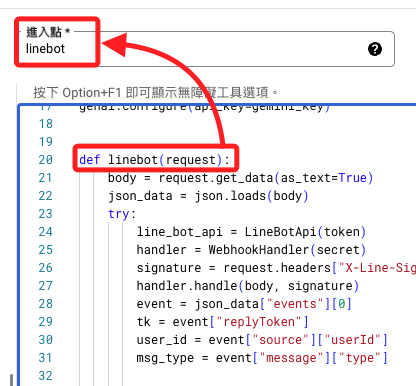 進入點 *
linebot
按下 Option+F1 即可顯示無障礙工具選項。
17 genai.configure(api_key=gemini_key)
18
19
20 def linebot(request):
21 body = request.get_data(as_text=True)
22 json_data = json.loads(body)
23 try:
24 line_bot_api = LineBotApi(token)
25 handler = WebhookHandler(secret)
26 signature = request.headers["X-Line-Sig
27 handler.handle(body, signature)
28 event = json_data["events"][0]
29 tk = event["replyToken"]
30 user_id = event["source"]["userId"]
31 msg_type = event["message"]["type"]
32